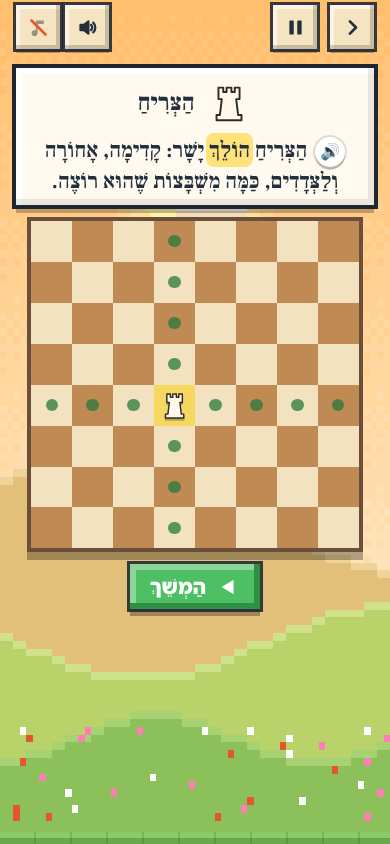 הַצְּרִיחַ
הַצְּרִיחַ הוֹלֵךְ יָשָׁר: קָדִימָה, אָחוֹרָה
וְלַצְּדָדִים, כַּמָּה מִשְׁבְּצוֹת שֶׁהוּא רוֹצֶה.
הַמְשֵׁךְ